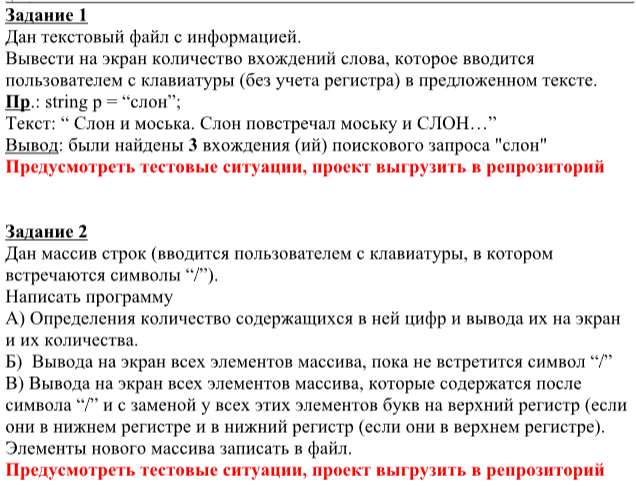 Задание 1
Дан текстовый файл с информацией.
Вывести на экран количество вхождений слова, которое вводится
пользователем с клавиатуры (без учета регистра) в предложенном тексте.
Пр.: string p = “слон”;
Текст: “ Слон и моська. Слон повстречал моську и СЛОН…”
Вывод: были найдены 3 вхождения (ий) поискового запроса "слон"
Предусмотреть тестовые ситуации, проект выгрузить в репрозиторий
Задание 2
Дан массив строк (вводится пользователем с клавиатуры, в котором
встречаются символы “/”).
Написать программу
А) Определения количество содержащихся в ней цифр и вывода их на экран
и их количества.
Б) Вывода на экран всех элементов массива, пока не встретится символ “/”
В) Вывода на экран всех элементов массива, которые содержатся после
символа “/” и с заменой у всех этих элементов букв на верхний регистр (если
они в нижнем регистре и в нижний регистр (если они в верхнем регистре).
Элементы нового массива записать в файл.
Предусмотреть тестовые ситуации, проект выгрузить в репрозиторий